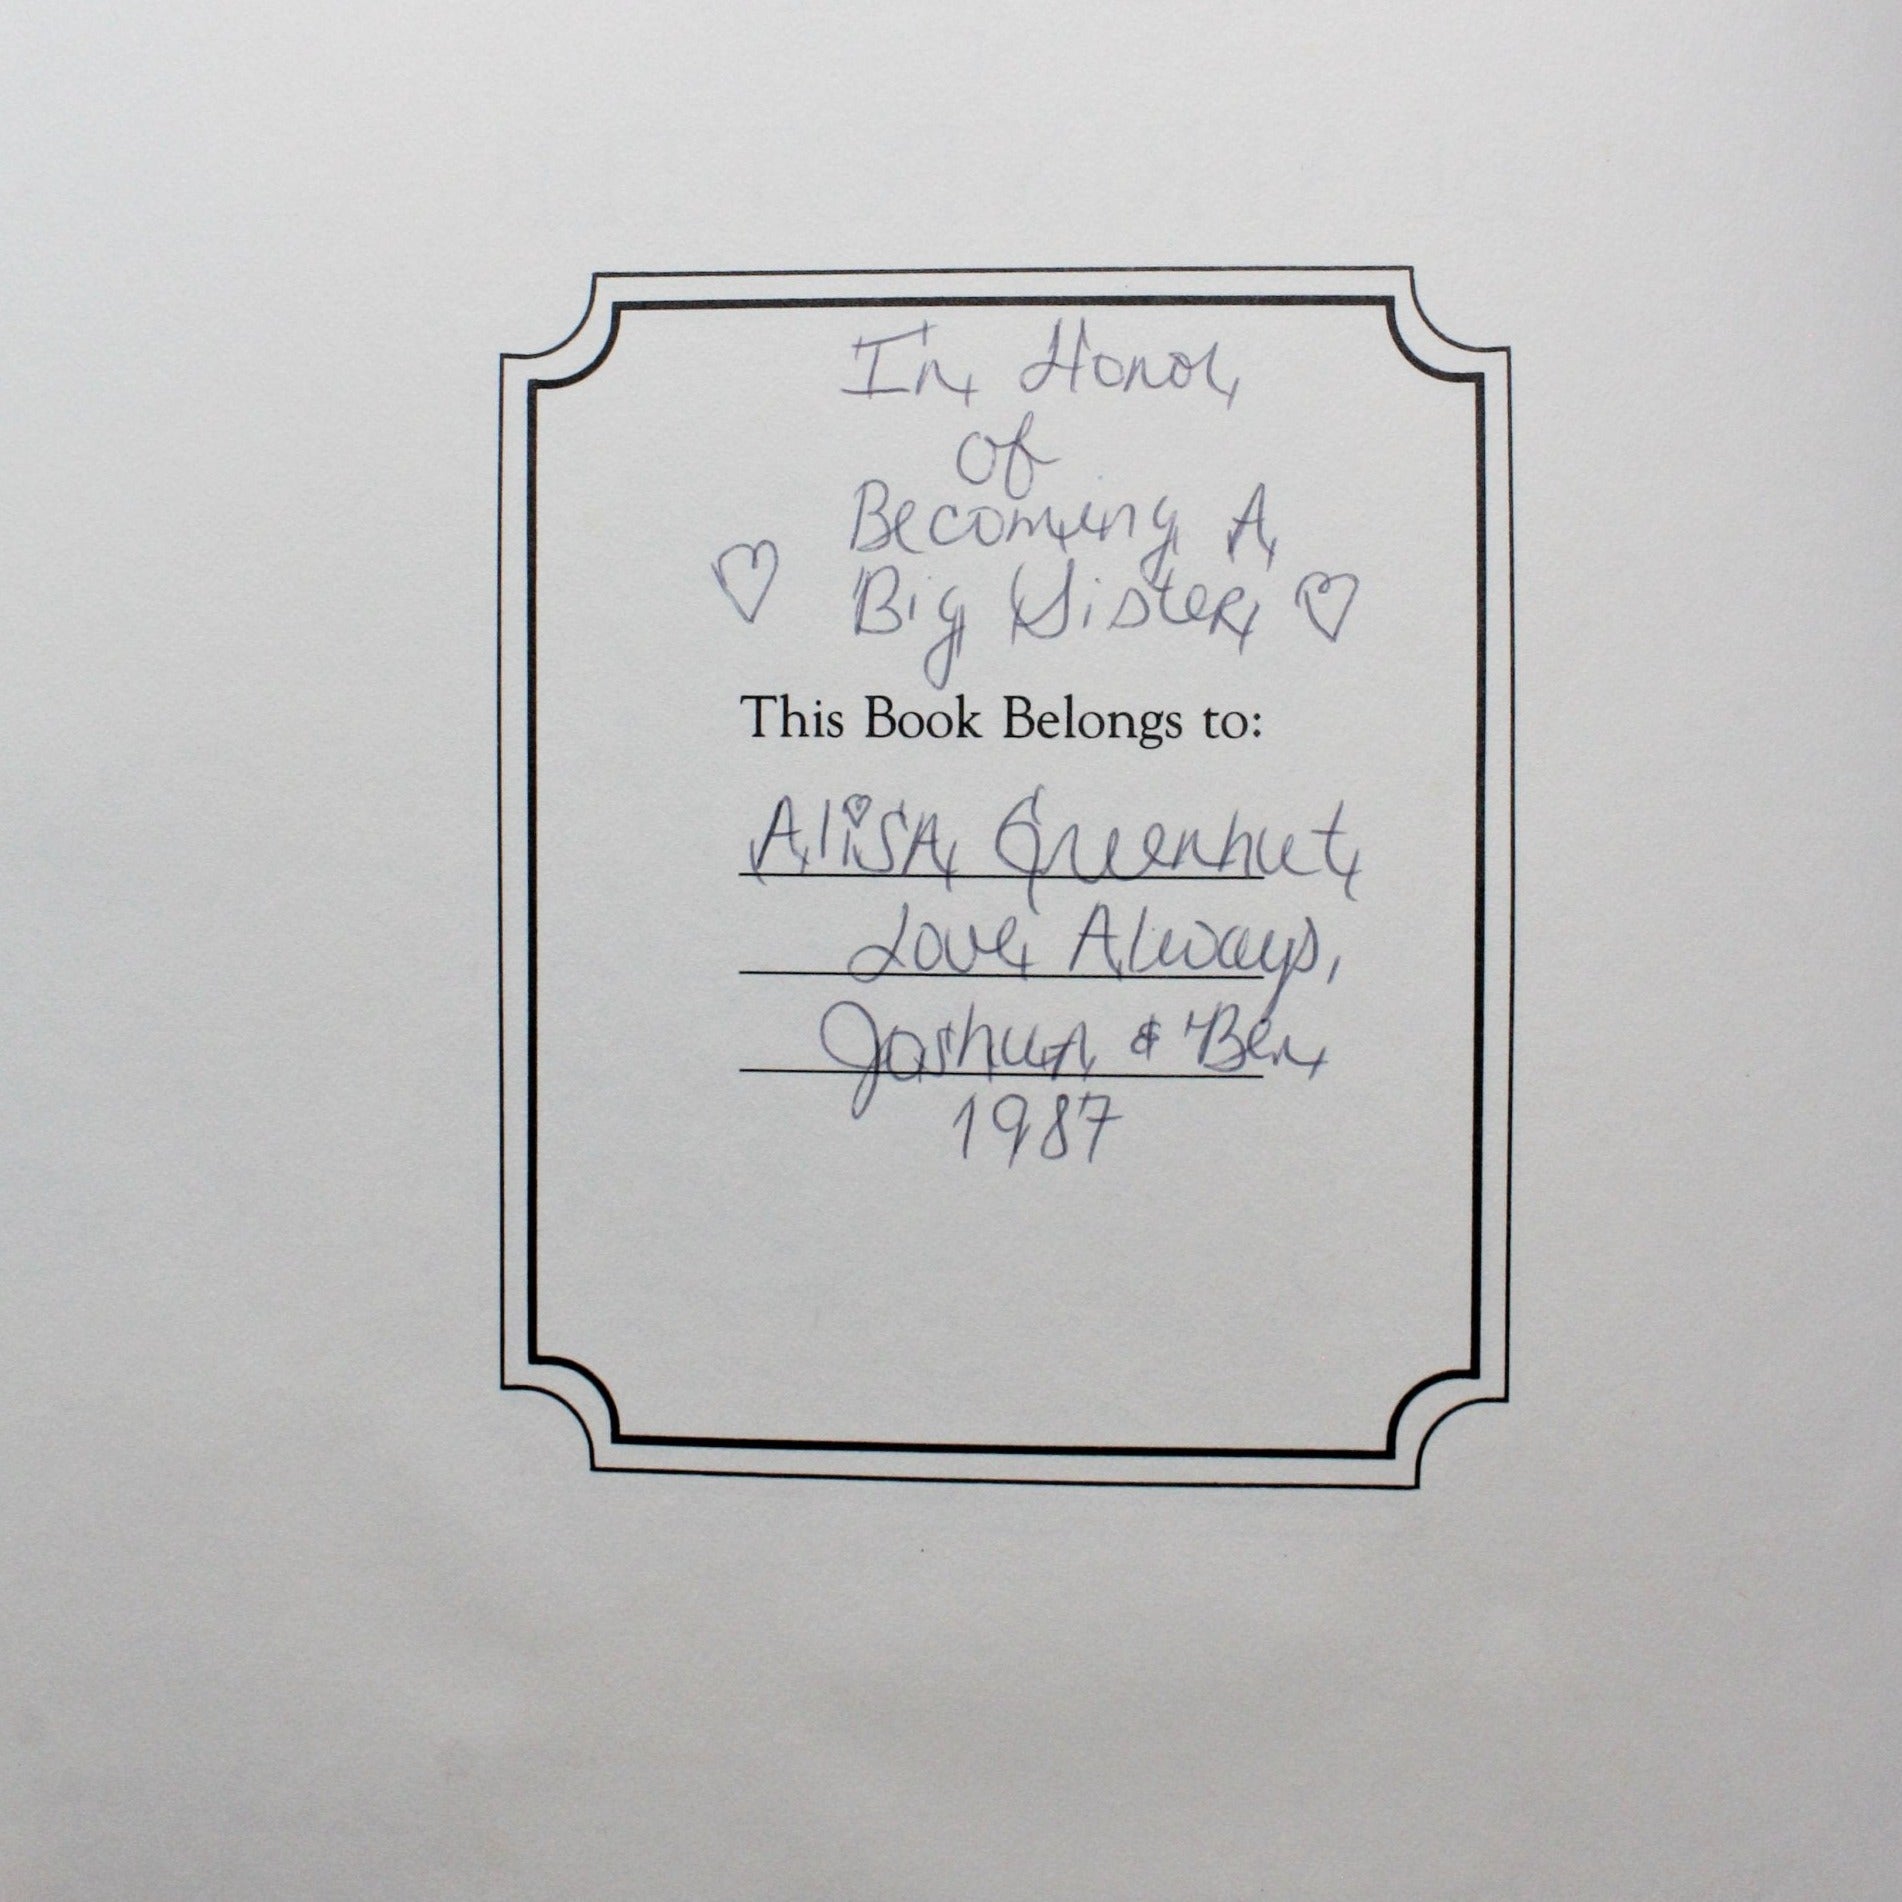 In Honor
of
Becoming A
♡ Big Sister ♡
This Book Belongs to:
Alisa Greenhut
Love Always,
Joshua & Ben
1987